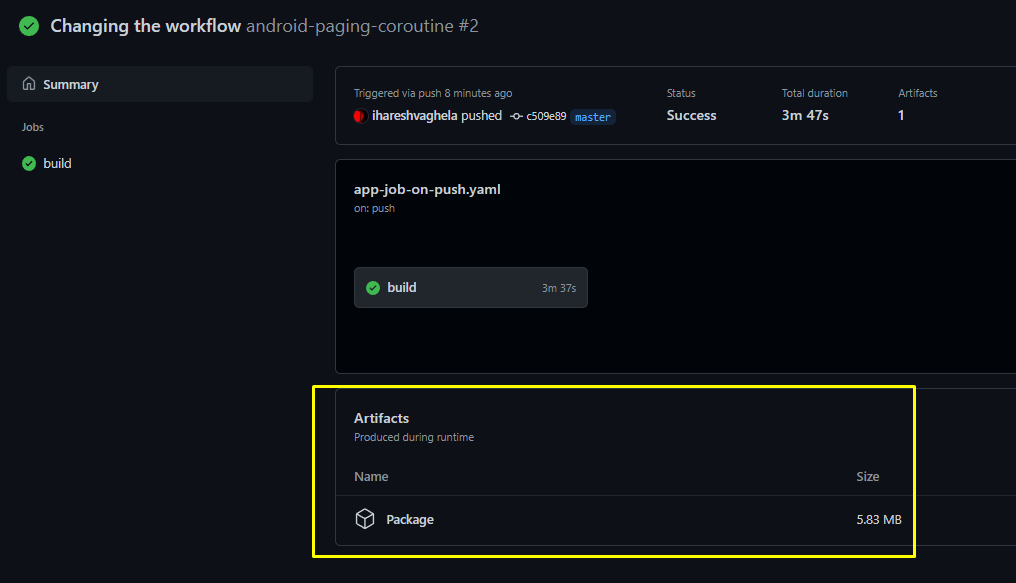 Changing the workflow android-paging-coroutine #2
Summary
Jobs
build
Triggered via push 8 minutes ago
ihareshvaghela pushed c509e89 master
Status
Success
Total duration
3m 47s
Artifacts
1
app-job-on-push.yaml
on: push
build 3m 37s
Artifacts
Produced during runtime
Name Size
Package 5.83 MB